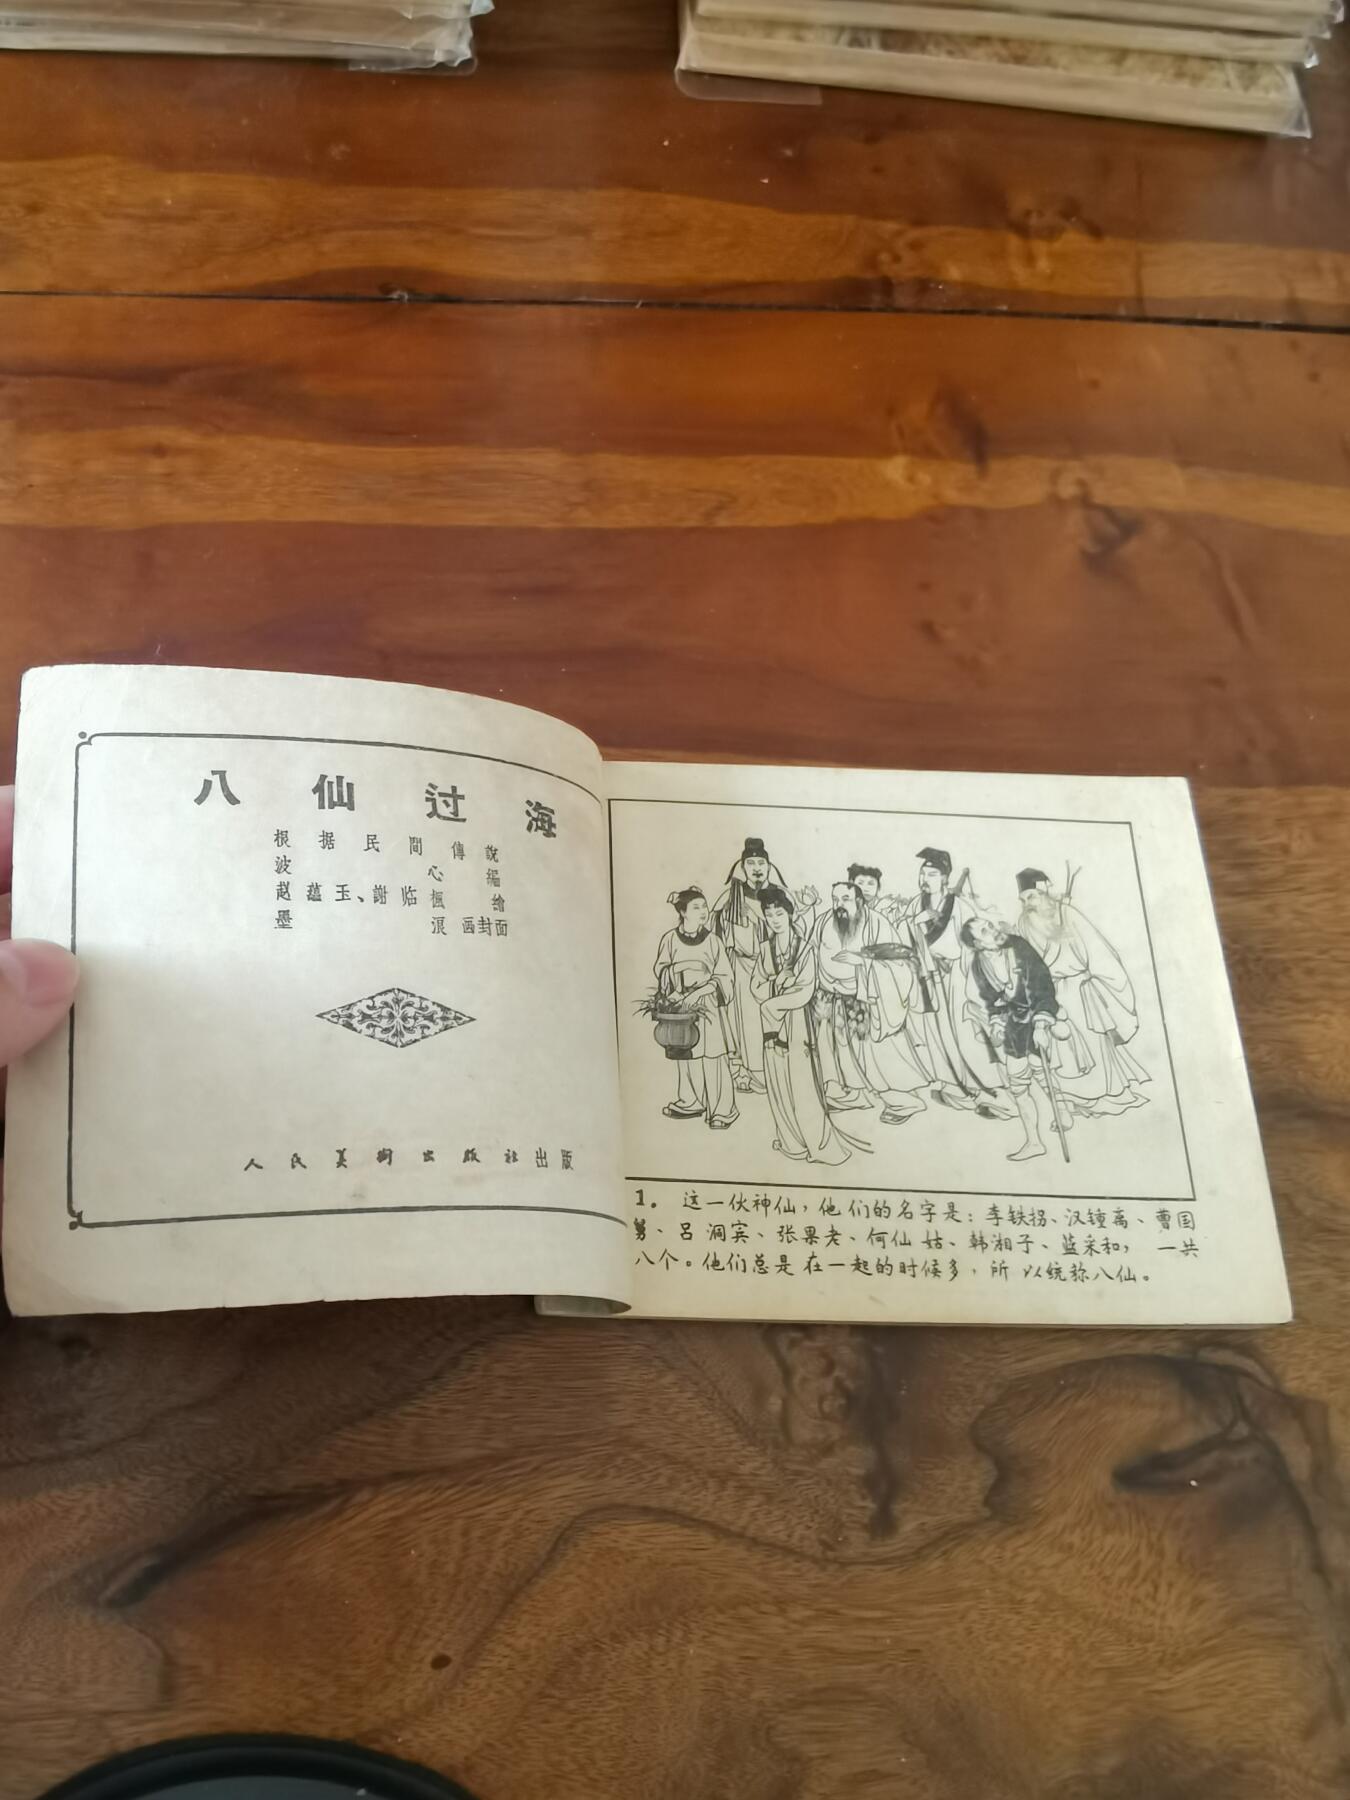 八仙过海
根据民間傳說
波心編
赵蕴玉、謝临楓繪
墨浪画封面
人民美術出版社出版
1. 这一伙神仙，他们的名字是：李铁拐、汉锺离、曹国
舅、吕洞宾、张果老、何仙姑、韩湘子、蓝采和，一共
八个。他们总是在一起的时候多，所以统称八仙。